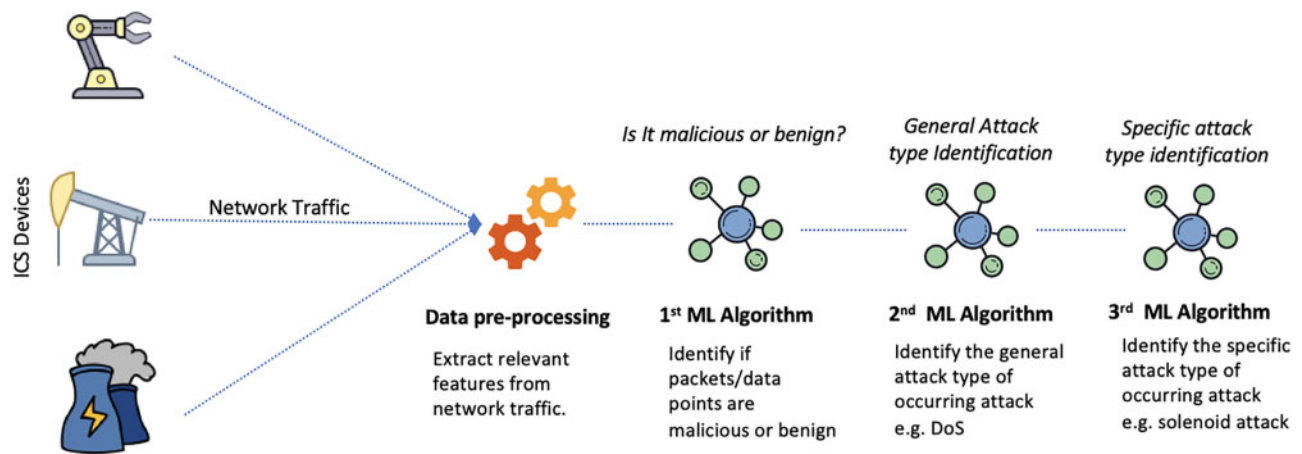 ICS Devices
Network Traffic
Is It malicious or benign?
General Attack
type Identification
Specific attack
type identification
Data pre-processing
Extract relevant
features from
network traffic.
1st ML Algorithm
Identify if
packets/data
points are
malicious or benign
2nd ML Algorithm
Identify the general
attack type of
occurring attack
e.g. DoS
3rd ML Algorithm
Identify the specific
attack type of
occurring attack
e.g. solenoid attack